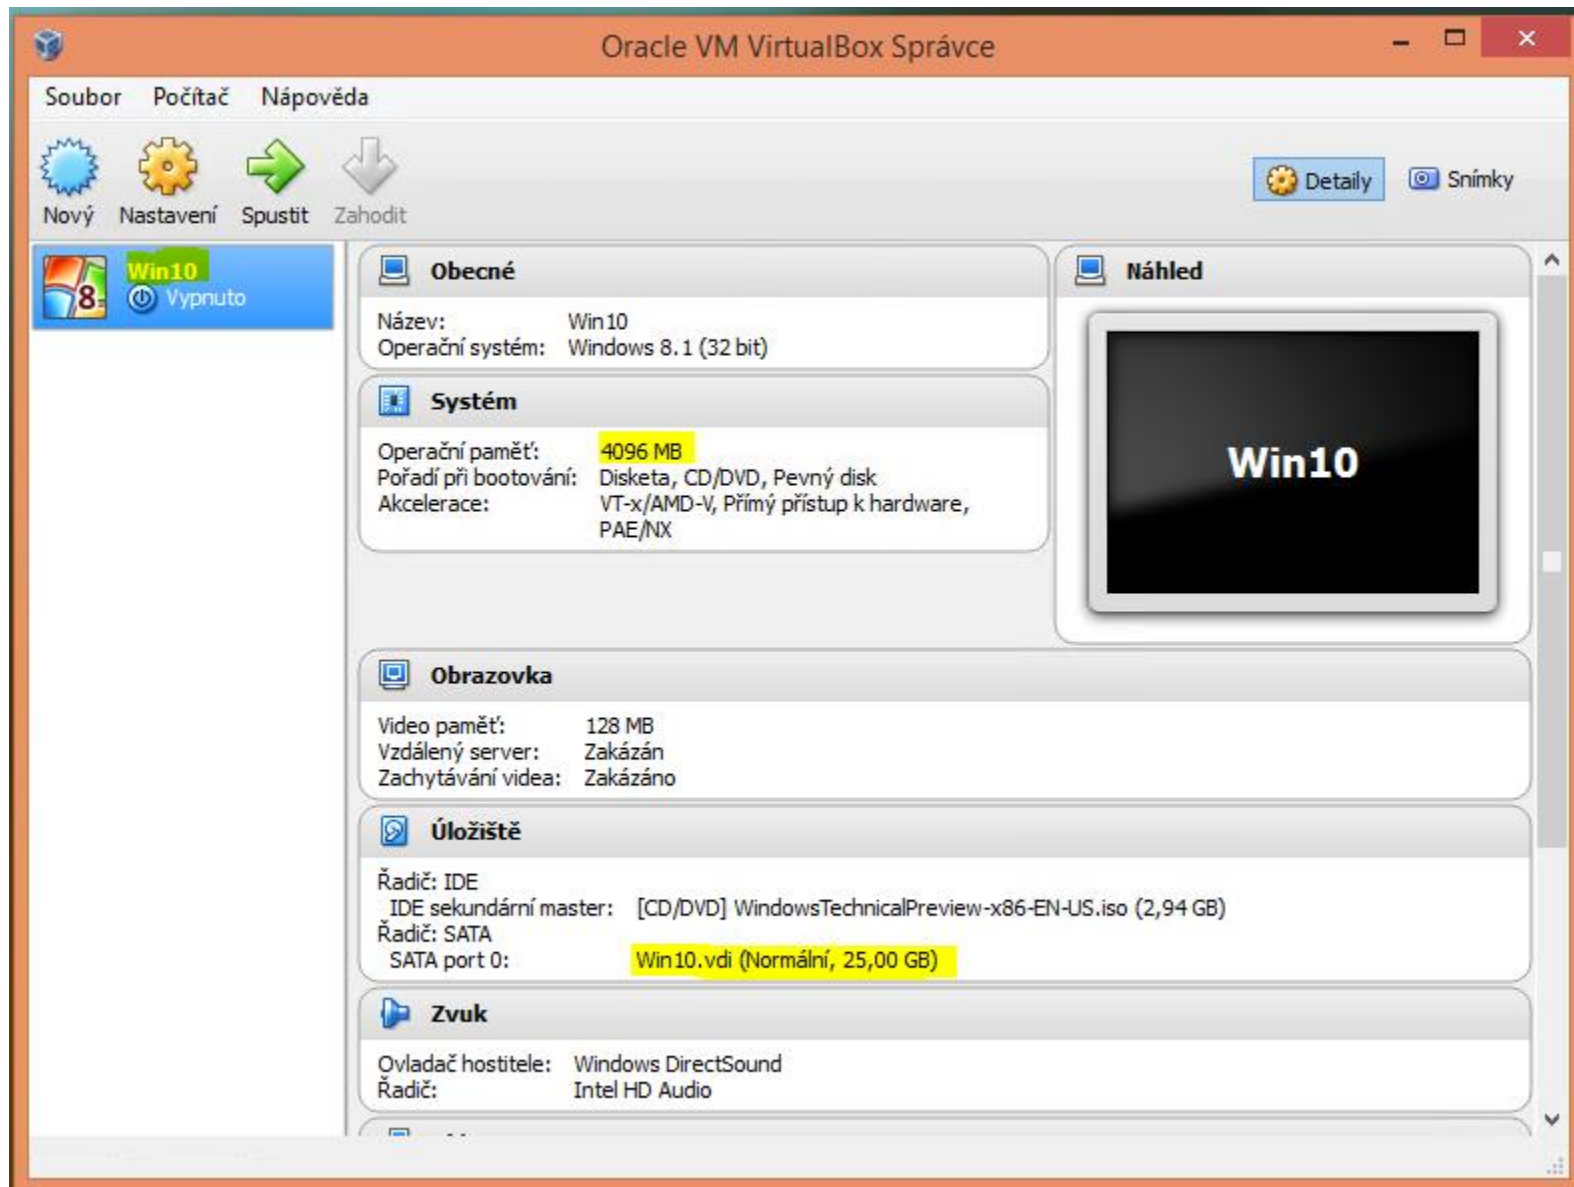 Oracle VM VirtualBox Správce
Soubor Počítač Nápověda
Nový Nastavení Spustit Zahodit
Detaily Snímky
Win10
Vypnuto
8
Obecné
Název: Win10
Operační systém: Windows 8.1 (32 bit)
Systém
Operační paměť: 4096 MB
Pořadí při bootování: Disketa, CD/DVD, Pevný disk
Akcelerace: VT-x/AMD-V, Přímý přístup k hardware,
PAE/NX
Náhled
Win10
Obrazovka
Video paměť: 128 MB
Vzdálený server: Zakázán
Zachytávání videa: Zakázáno
Úložiště
Řadič: IDE
IDE sekundární master: [CD/DVD] WindowsTechnicalPreview-x86-EN-US.iso (2,94 GB)
Řadič: SATA
SATA port 0: Win10.vdi (Normální, 25,00 GB)
Zvuk
Ovladač hostitele: Windows DirectSound
Řadič: Intel HD Audio